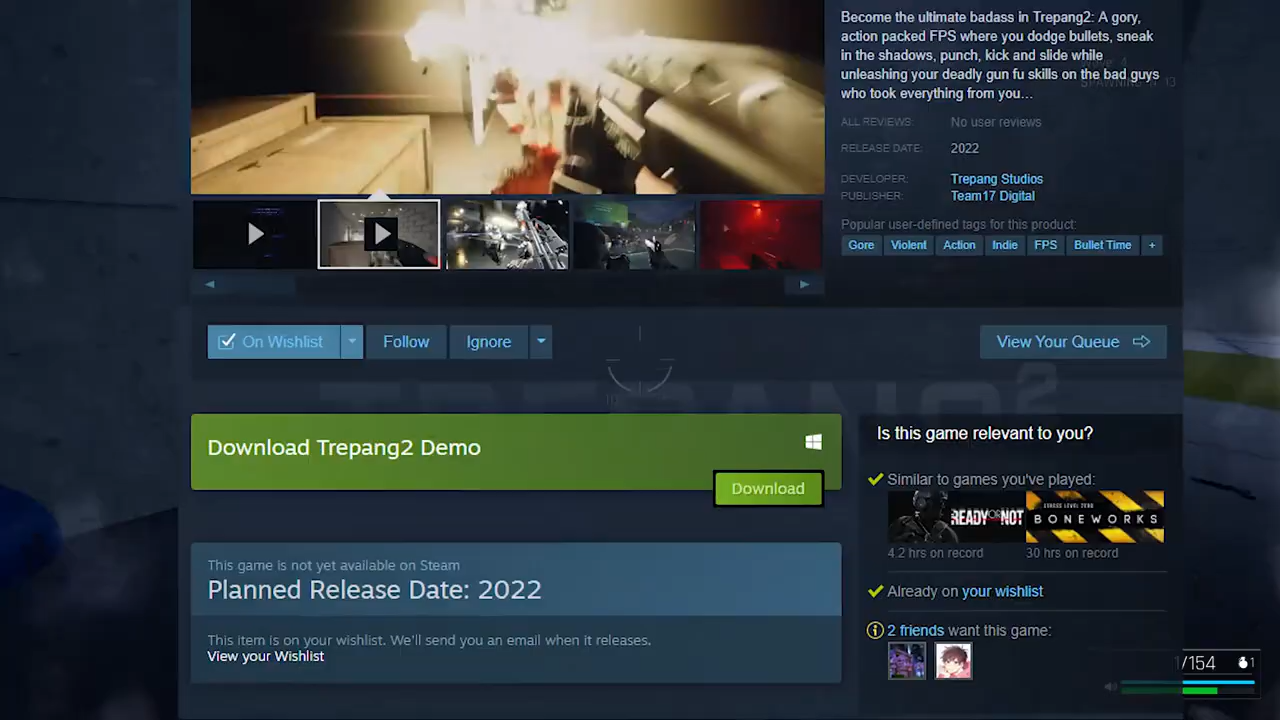 Become the ultimate badass in Trepang2: A gory,
action packed FPS where you dodge bullets, sneak
in the shadows, punch, kick and slide while
unleashing your deadly gun fu skills on the bad guys
who took everything from you…
ALL REVIEWS: No user reviews
RELEASE DATE: 2022
DEVELOPER: Trepang Studios
PUBLISHER: Team17 Digital
Popular user-defined tags for this product:
Gore Violent Action Indie FPS Bullet Time +
On Wishlist Follow Ignore View Your Queue
TREPANG2
Download Trepang2 Demo
Download
Is this game relevant to you?
Similar to games you've played:
READY OR NOT BONEWORKS
4.2 hrs on record 30 hrs on record
This game is not yet available on Steam
Planned Release Date: 2022
Already on your wishlist
This item is on your wishlist. We'll send you an email when it releases.
View your Wishlist
2 friends want this game:
1/154 1